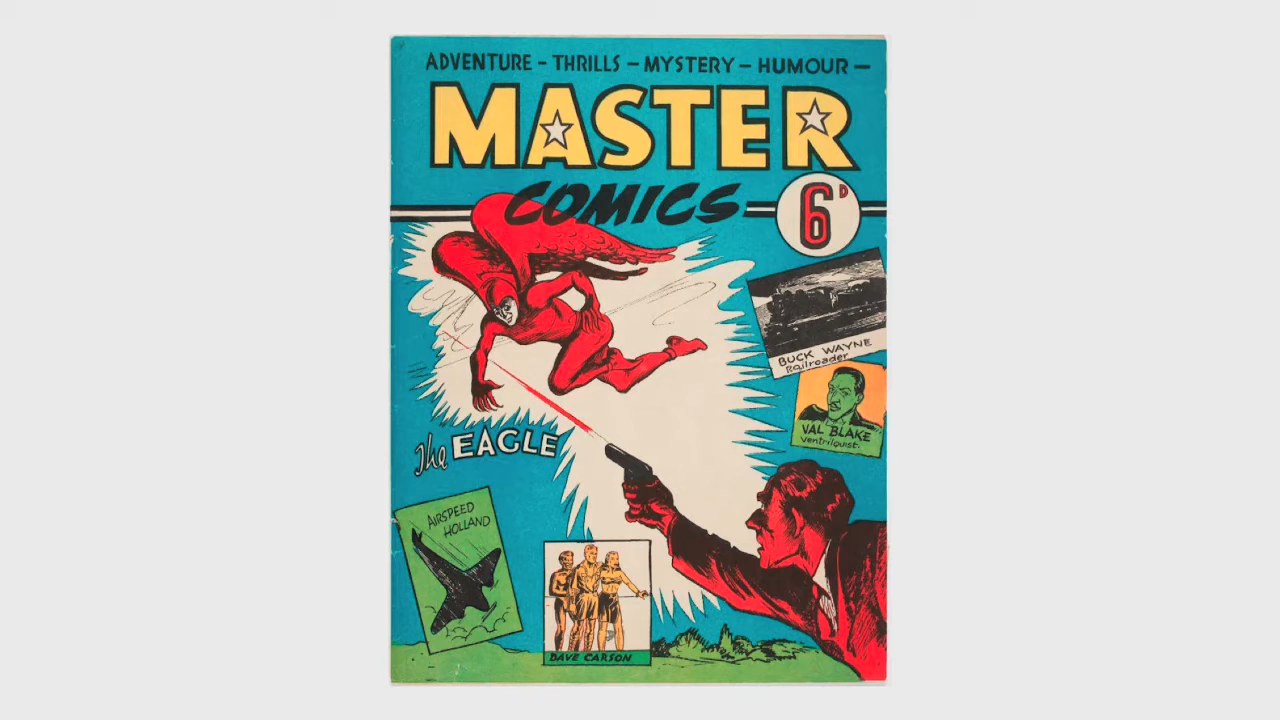 ADVENTURE - THRILLS - MYSTERY - HUMOUR -
MASTER
COMICS
6D
BUCK WAYNE
Railroader
VAL BLAKE
Ventriloquist.
The EAGLE
AIRSPEED
HOLLAND
DAVE CARSON